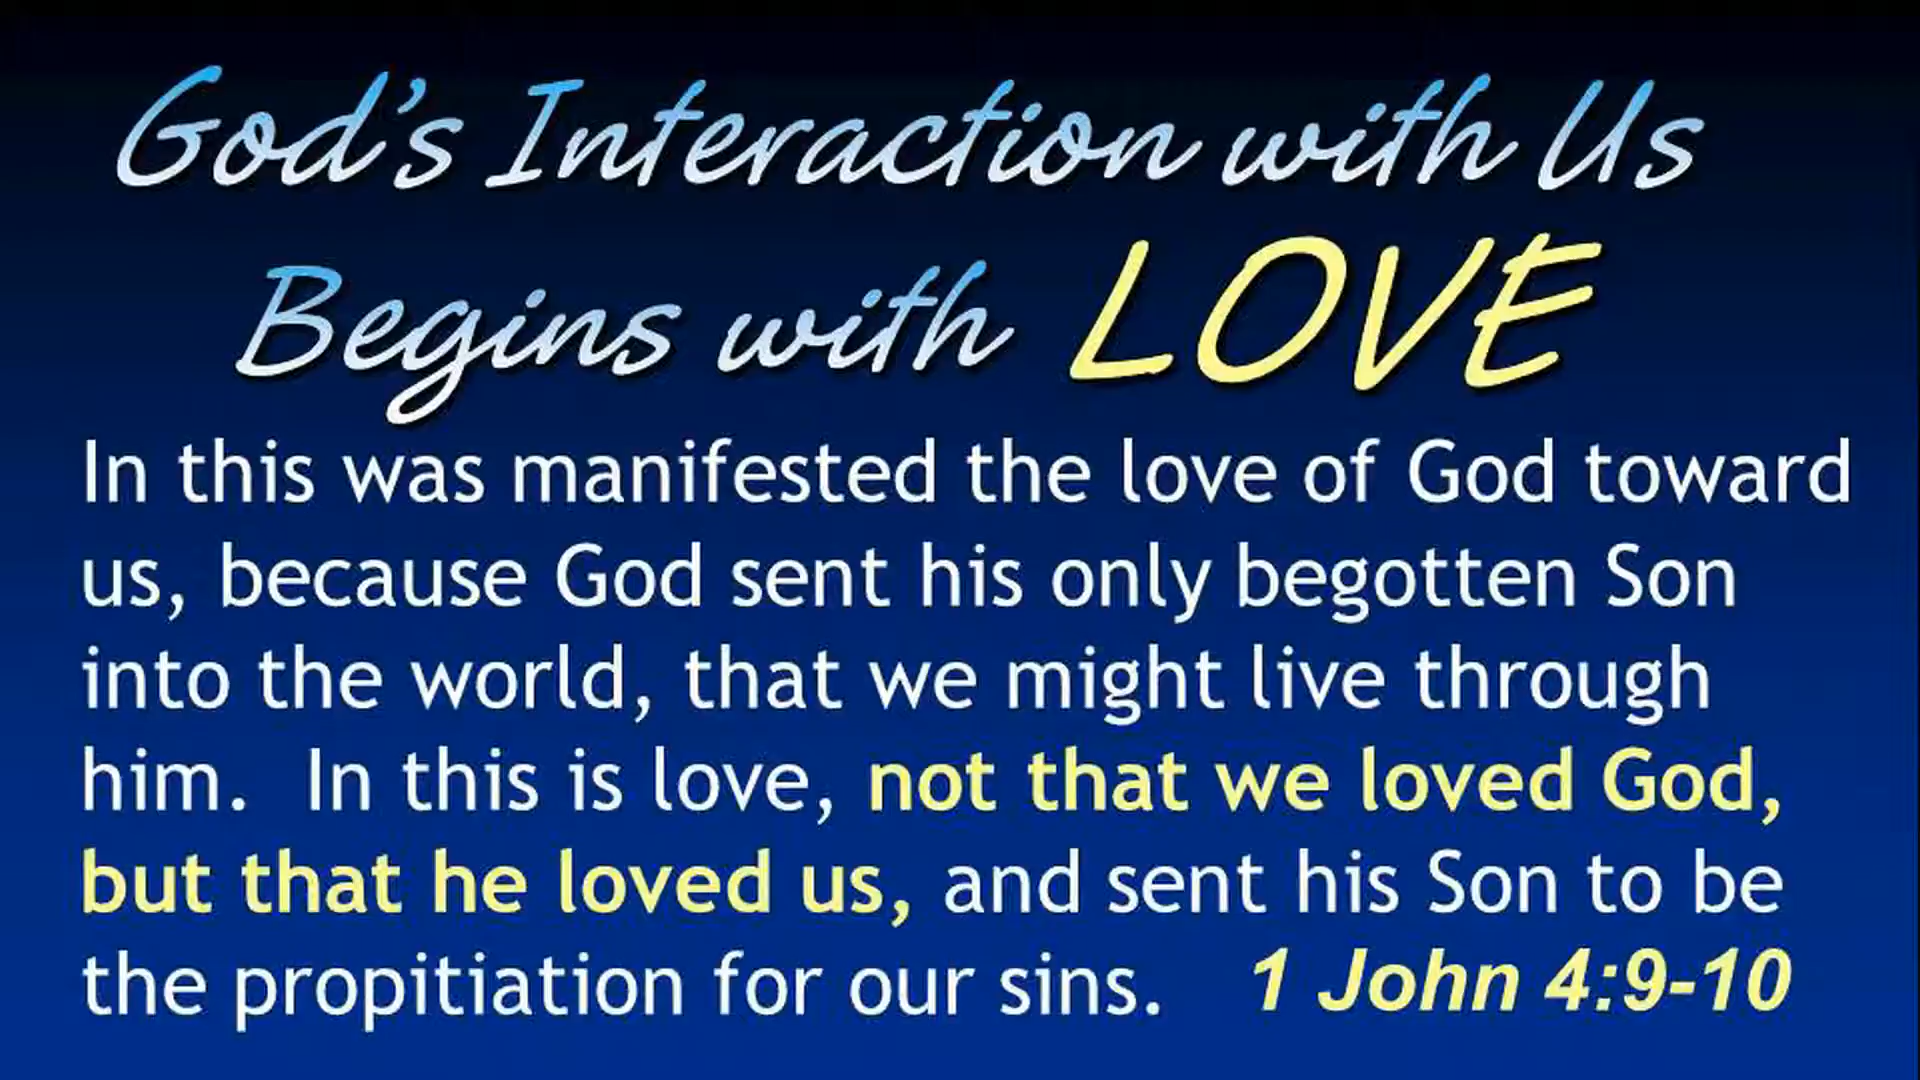 God's Interaction with Us
Begins with LOVE
In this was manifested the love of God toward
us, because God sent his only begotten Son
into the world, that we might live through
him.  In this is love, not that we loved God,
but that he loved us, and sent his Son to be
the propitiation for our sins.   1 John 4:9-10